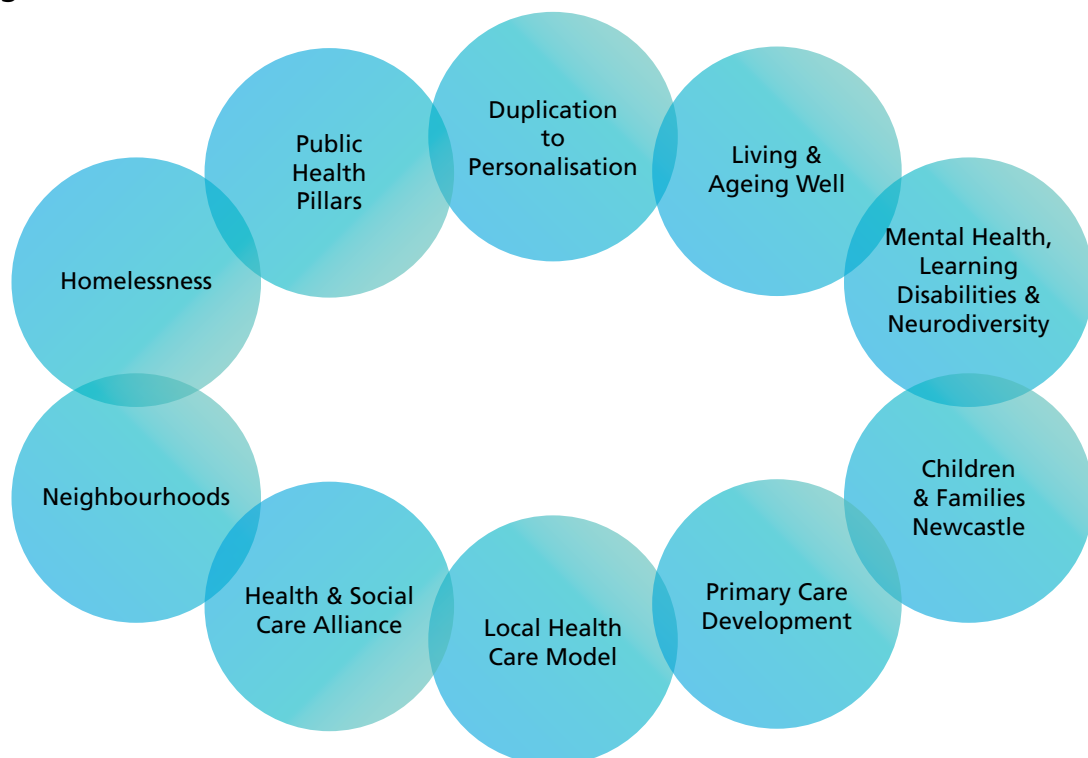 Duplication
to
Personalisation
Public
Health
Pillars
Living &
Ageing Well
Homelessness
Mental Health,
Learning
Disabilities &
Neurodiversity
Neighbourhoods
Children
& Families
Newcastle
Health & Social
Care Alliance
Local Health
Care Model
Primary Care
Development